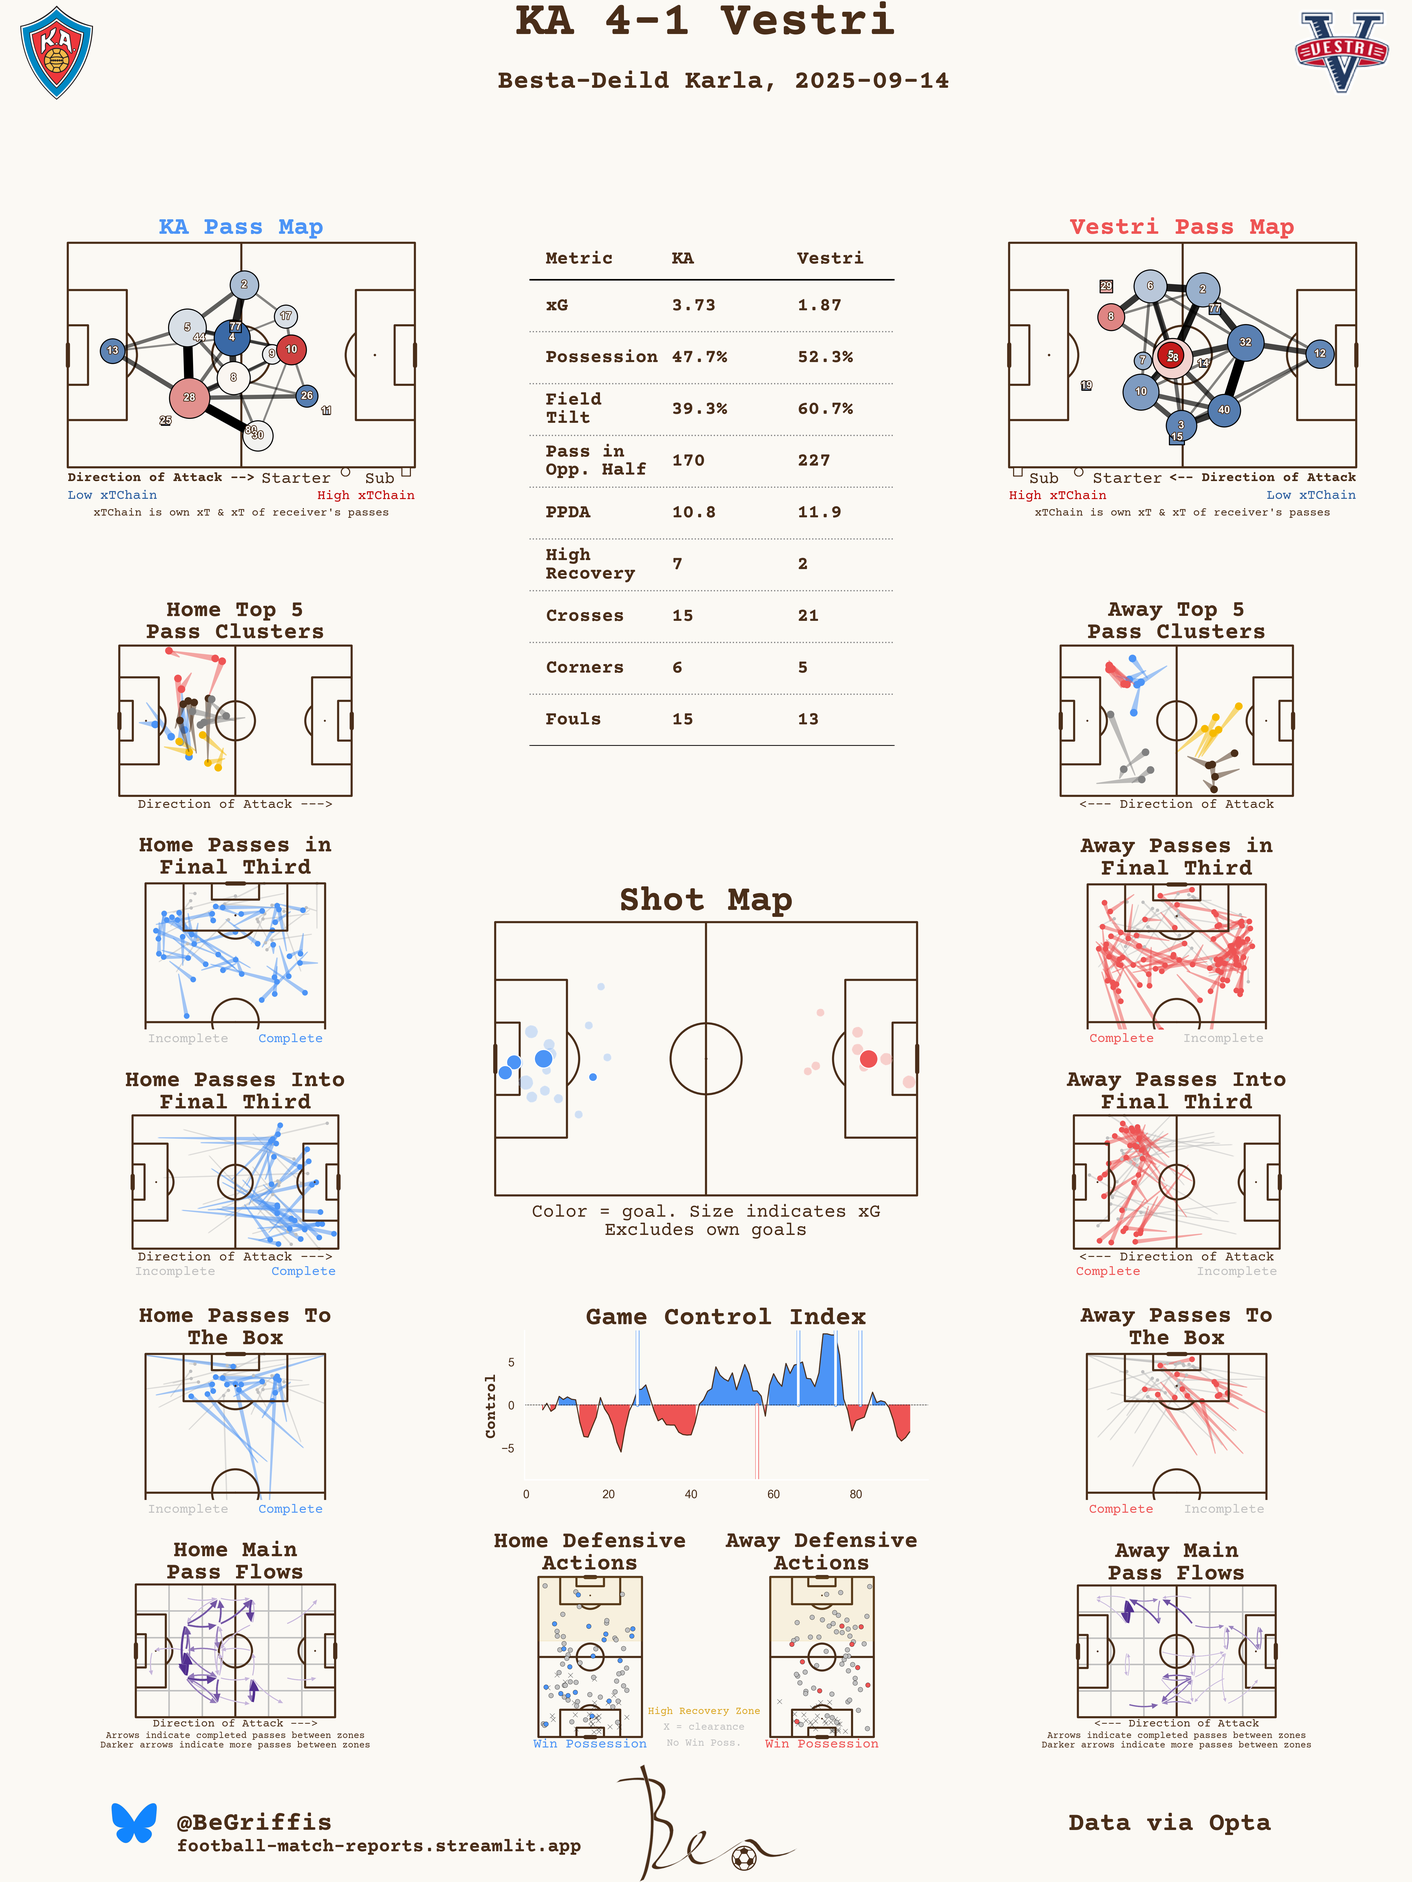 KA 4-1 Vestri
Besta-Deild Karla, 2025-09-14
KA
VESTRI
KA Pass Map
2
17
5
77
44
4
13
9
10
8
28
26
11
25
80
30
Direction of Attack --> Starter Sub
Low xTChain High xTChain
xTChain is own xT & xT of receiver's passes
Metric KA Vestri
xG 3.73 1.87
Possession 47.7% 52.3%
Field
Tilt 39.3% 60.7%
Pass in
Opp. Half 170 227
PPDA 10.8 11.9
High
Recovery 7 2
Crosses 15 21
Corners 6 5
Fouls 15 13
Vestri Pass Map
29
6
2
8
77
32
5
28
12
7
14
19
10
40
3
15
Sub Starter <-- Direction of Attack
High xTChain Low xTChain
xTChain is own xT & xT of receiver's passes
Home Top 5
Pass Clusters
Direction of Attack --->
Away Top 5
Pass Clusters
<--- Direction of Attack
Home Passes in
Final Third
Incomplete Complete
Away Passes in
Final Third
Complete Incomplete
Shot Map
Color = goal. Size indicates xG
Excludes own goals
Home Passes Into
Final Third
Direction of Attack --->
Incomplete Complete
Away Passes Into
Final Third
<--- Direction of Attack
Complete Incomplete
Home Passes To
The Box
Incomplete Complete
Game Control Index
Control
5
0
−5
0 20 40 60 80
Away Passes To
The Box
Complete Incomplete
Home Main
Pass Flows
Direction of Attack --->
Arrows indicate completed passes between zones
Darker arrows indicate more passes between zones
Home Defensive
Actions
Win Possession
Away Defensive
Actions
Win Possession
High Recovery Zone
X = clearance
No Win Poss.
Away Main
Pass Flows
<--- Direction of Attack
Arrows indicate completed passes between zones
Darker arrows indicate more passes between zones
@BeGriffis
football-match-reports.streamlit.app
Ben
Data via Opta